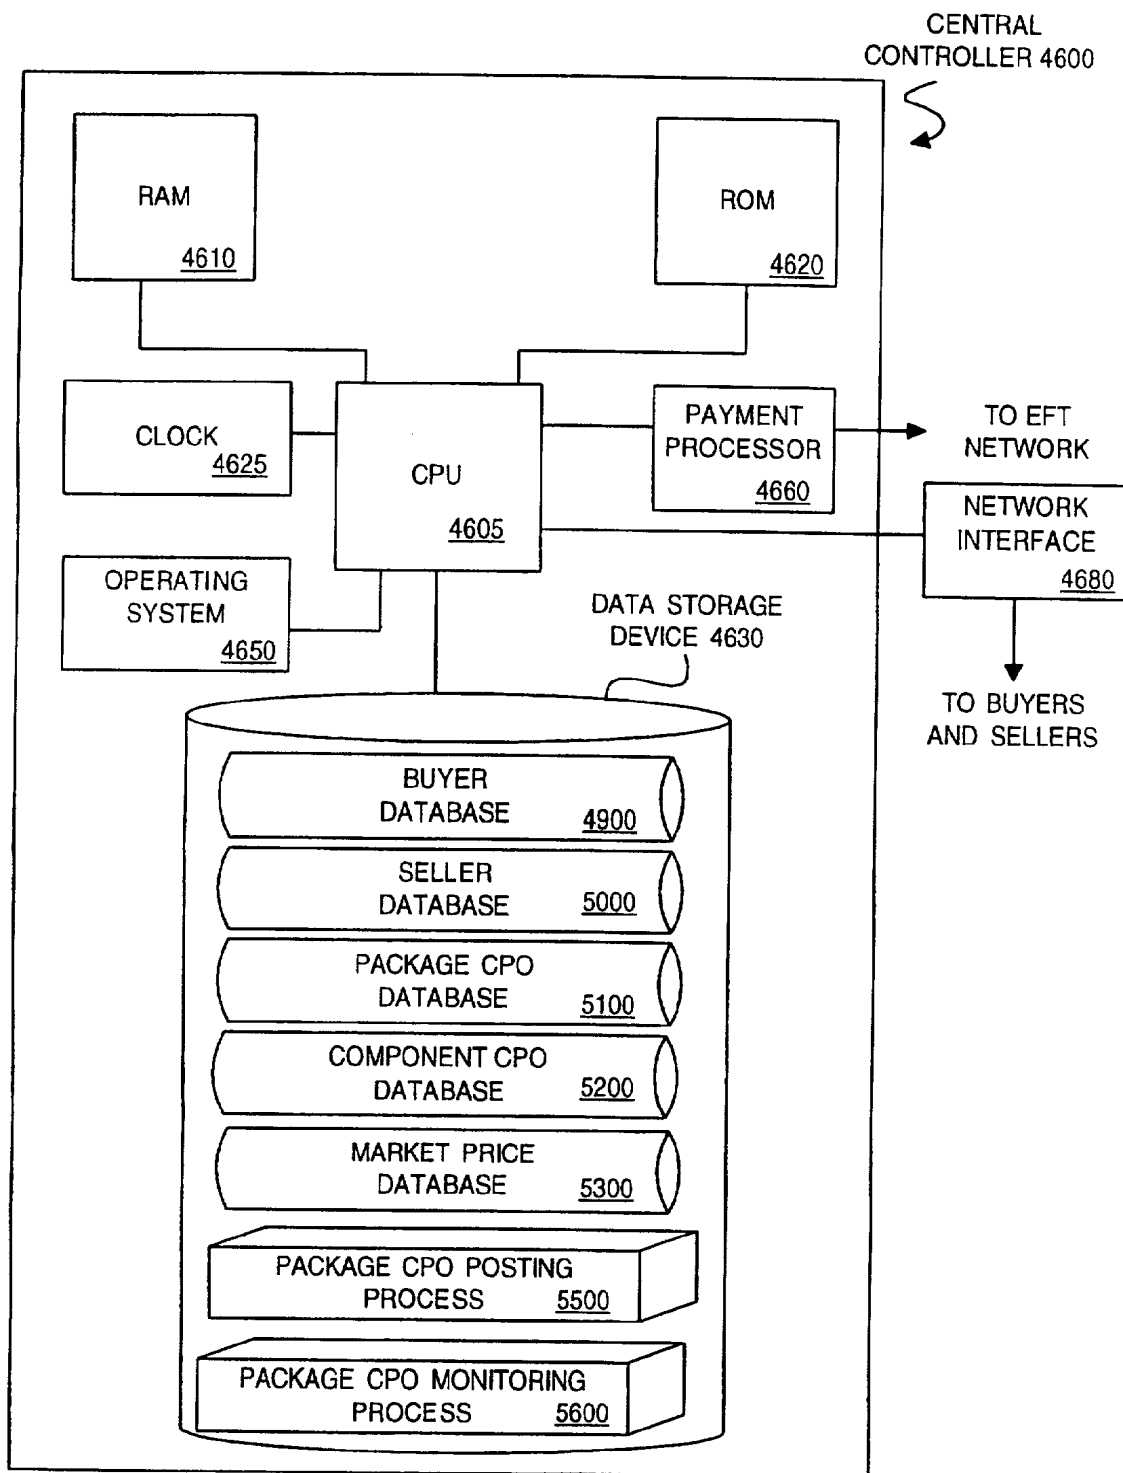 CENTRAL
CONTROLLER 4600
RAM
4610
ROM
4620
CLOCK
4625
CPU
4605
PAYMENT
PROCESSOR
4660
TO EFT
NETWORK
NETWORK
INTERFACE
4680
OPERATING
SYSTEM
4650
DATA STORAGE
DEVICE 4630
TO BUYERS
AND SELLERS
BUYER
DATABASE 4900
SELLER
DATABASE 5000
PACKAGE CPO
DATABASE 5100
COMPONENT CPO
DATABASE 5200
MARKET PRICE
DATABASE 5300
PACKAGE CPO POSTING
PROCESS 5500
PACKAGE CPO MONITORING
PROCESS 5600